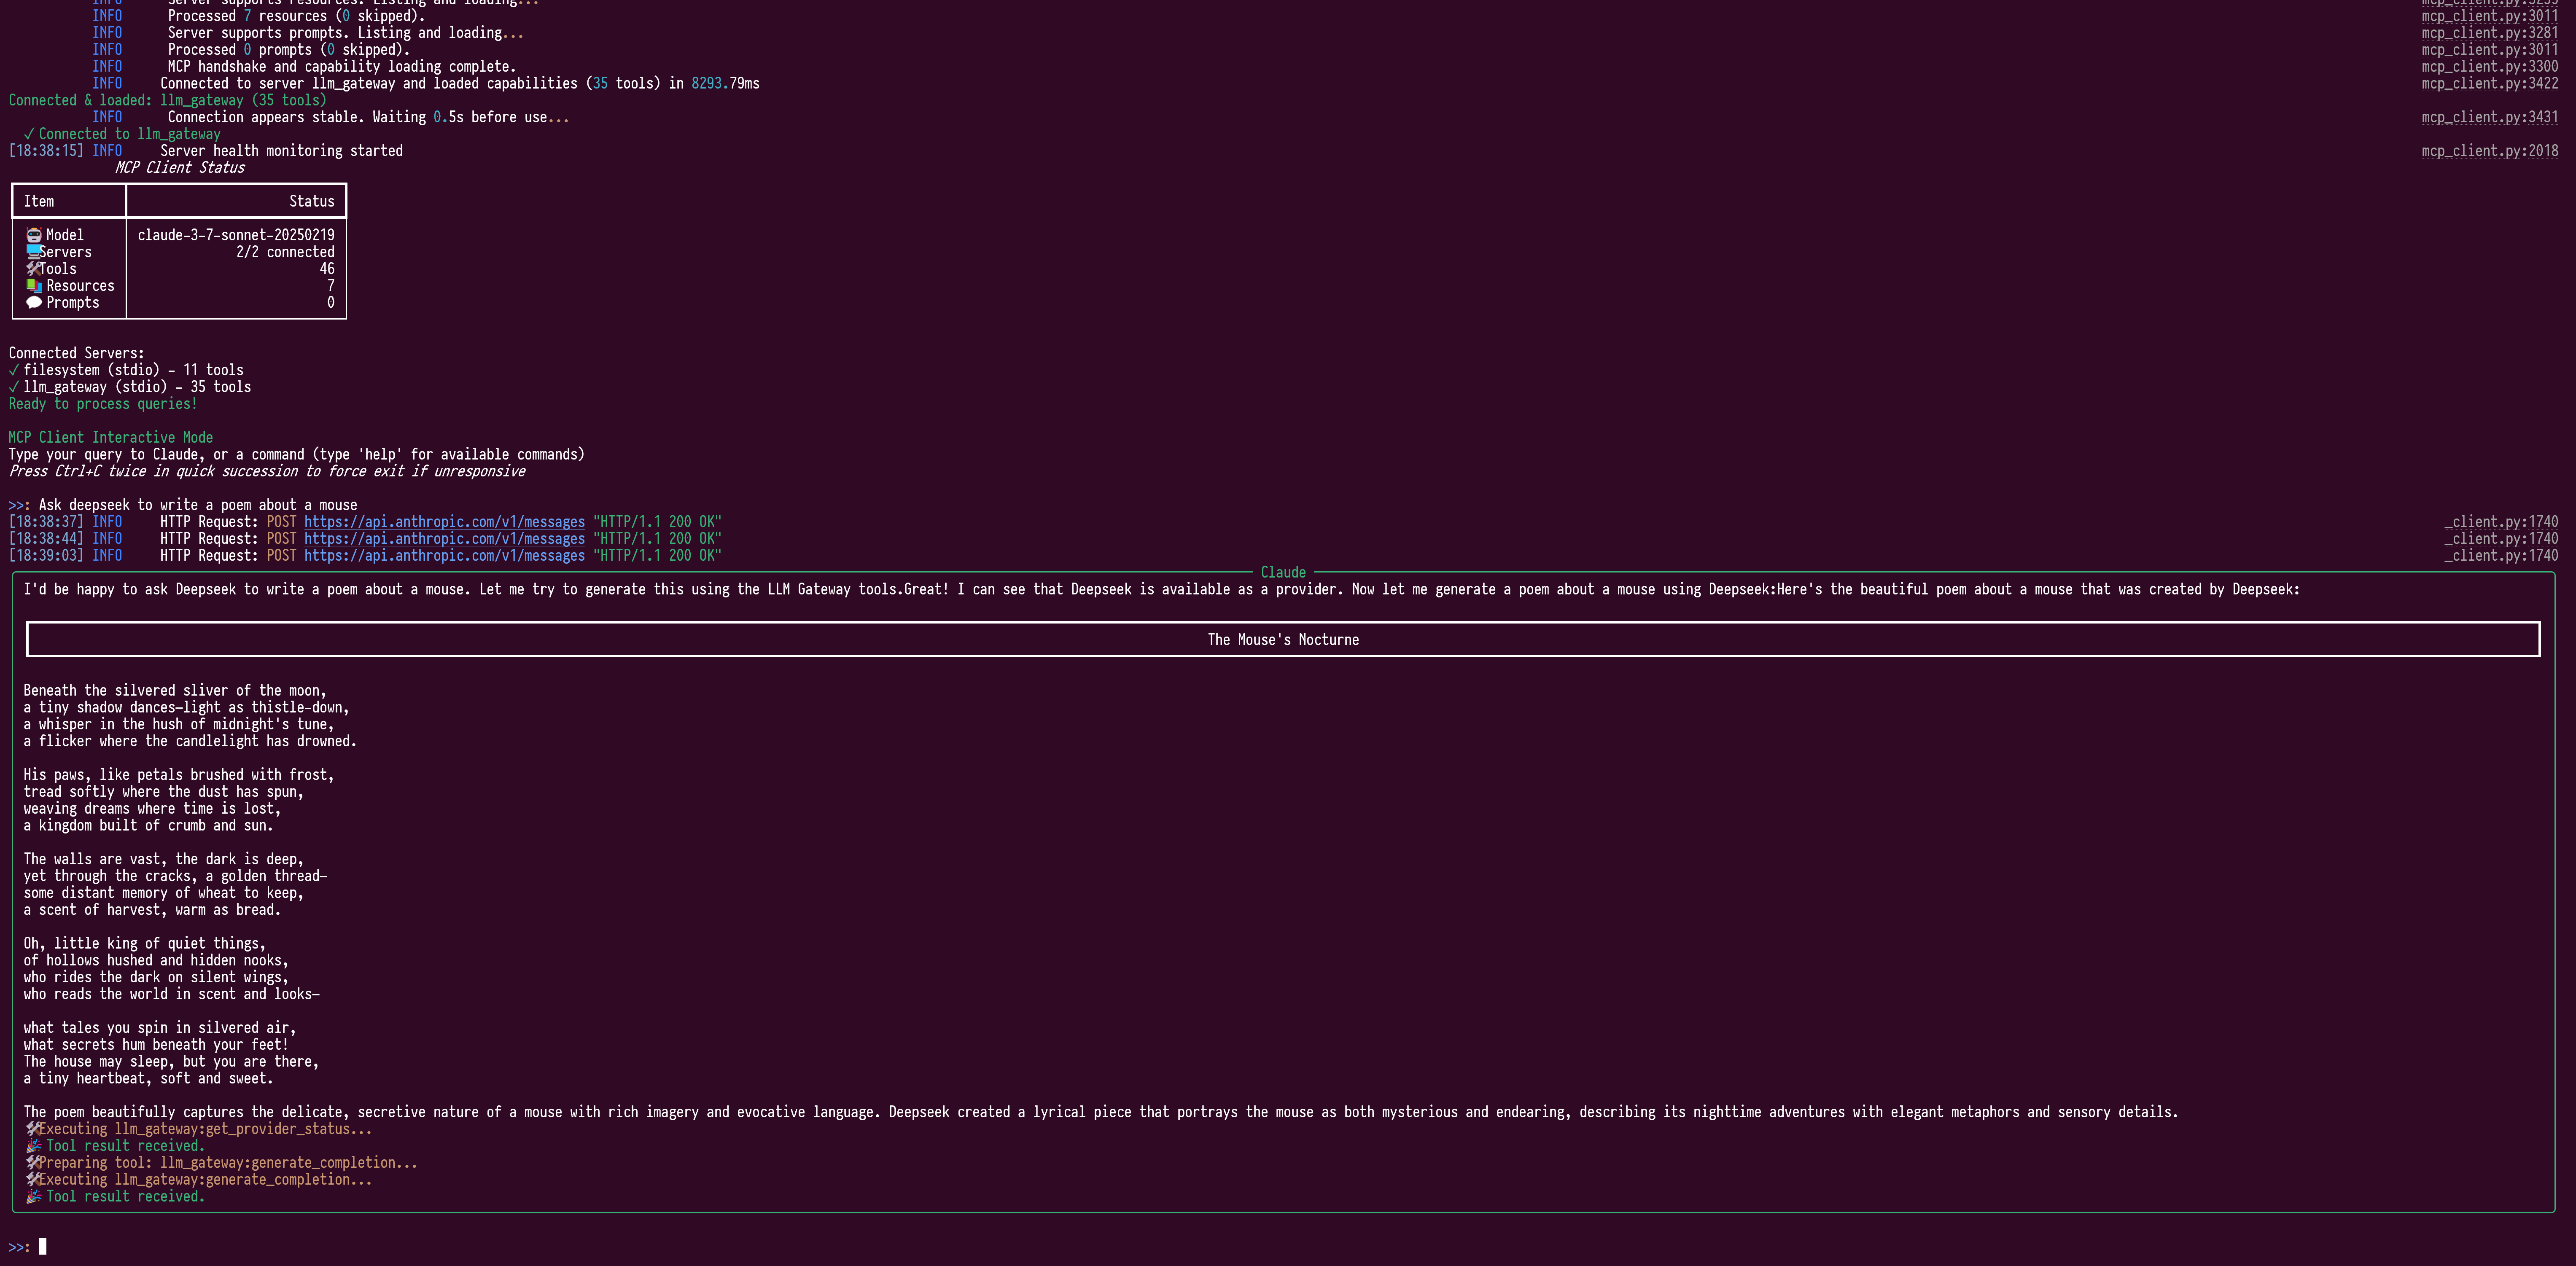 INFO Server supports resources. Listing and loading... mcp_client.py:3259
INFO Processed 7 resources (0 skipped). mcp_client.py:3011
INFO Server supports prompts. Listing and loading... mcp_client.py:3281
INFO Processed 0 prompts (0 skipped). mcp_client.py:3011
INFO MCP handshake and capability loading complete. mcp_client.py:3300
INFO Connected to server llm_gateway and loaded capabilities (35 tools) in 8293.79ms mcp_client.py:3422
Connected & loaded: llm_gateway (35 tools)
INFO Connection appears stable. Waiting 0.5s before use... mcp_client.py:3431
✓ Connected to llm_gateway
[18:38:15] INFO Server health monitoring started mcp_client.py:2018
MCP Client Status
Item Status
Model claude-3-7-sonnet-20250219
Servers 2/2 connected
Tools 46
Resources 7
Prompts 0
Connected Servers:
✓ filesystem (stdio) - 11 tools
✓ llm_gateway (stdio) - 35 tools
Ready to process queries!
MCP Client Interactive Mode
Type your query to Claude, or a command (type 'help' for available commands)
Press Ctrl+C twice in quick succession to force exit if unresponsive
>>: Ask deepseek to write a poem about a mouse
[18:38:37] INFO HTTP Request: POST https://api.anthropic.com/v1/messages "HTTP/1.1 200 OK" _client.py:1740
[18:38:44] INFO HTTP Request: POST https://api.anthropic.com/v1/messages "HTTP/1.1 200 OK" _client.py:1740
[18:39:03] INFO HTTP Request: POST https://api.anthropic.com/v1/messages "HTTP/1.1 200 OK" _client.py:1740
Claude
I'd be happy to ask Deepseek to write a poem about a mouse. Let me try to generate this using the LLM Gateway tools.Great! I can see that Deepseek is available as a provider. Now let me generate a poem about a mouse using Deepseek:Here's the beautiful poem about a mouse that was created by Deepseek:
The Mouse's Nocturne
Beneath the silvered sliver of the moon,
a tiny shadow dances—light as thistle-down,
a whisper in the hush of midnight's tune,
a flicker where the candlelight has drowned.
His paws, like petals brushed with frost,
tread softly where the dust has spun,
weaving dreams where time is lost,
a kingdom built of crumb and sun.
The walls are vast, the dark is deep,
yet through the cracks, a golden thread—
some distant memory of wheat to keep,
a scent of harvest, warm as bread.
Oh, little king of quiet things,
of hollows hushed and hidden nooks,
who rides the dark on silent wings,
who reads the world in scent and looks—
what tales you spin in silvered air,
what secrets hum beneath your feet!
The house may sleep, but you are there,
a tiny heartbeat, soft and sweet.
The poem beautifully captures the delicate, secretive nature of a mouse with rich imagery and evocative language. Deepseek created a lyrical piece that portrays the mouse as both mysterious and endearing, describing its nighttime adventures with elegant metaphors and sensory details.
Executing llm_gateway:get_provider_status...
Tool result received.
Preparing tool: llm_gateway:generate_completion...
Executing llm_gateway:generate_completion...
Tool result received.
>>: